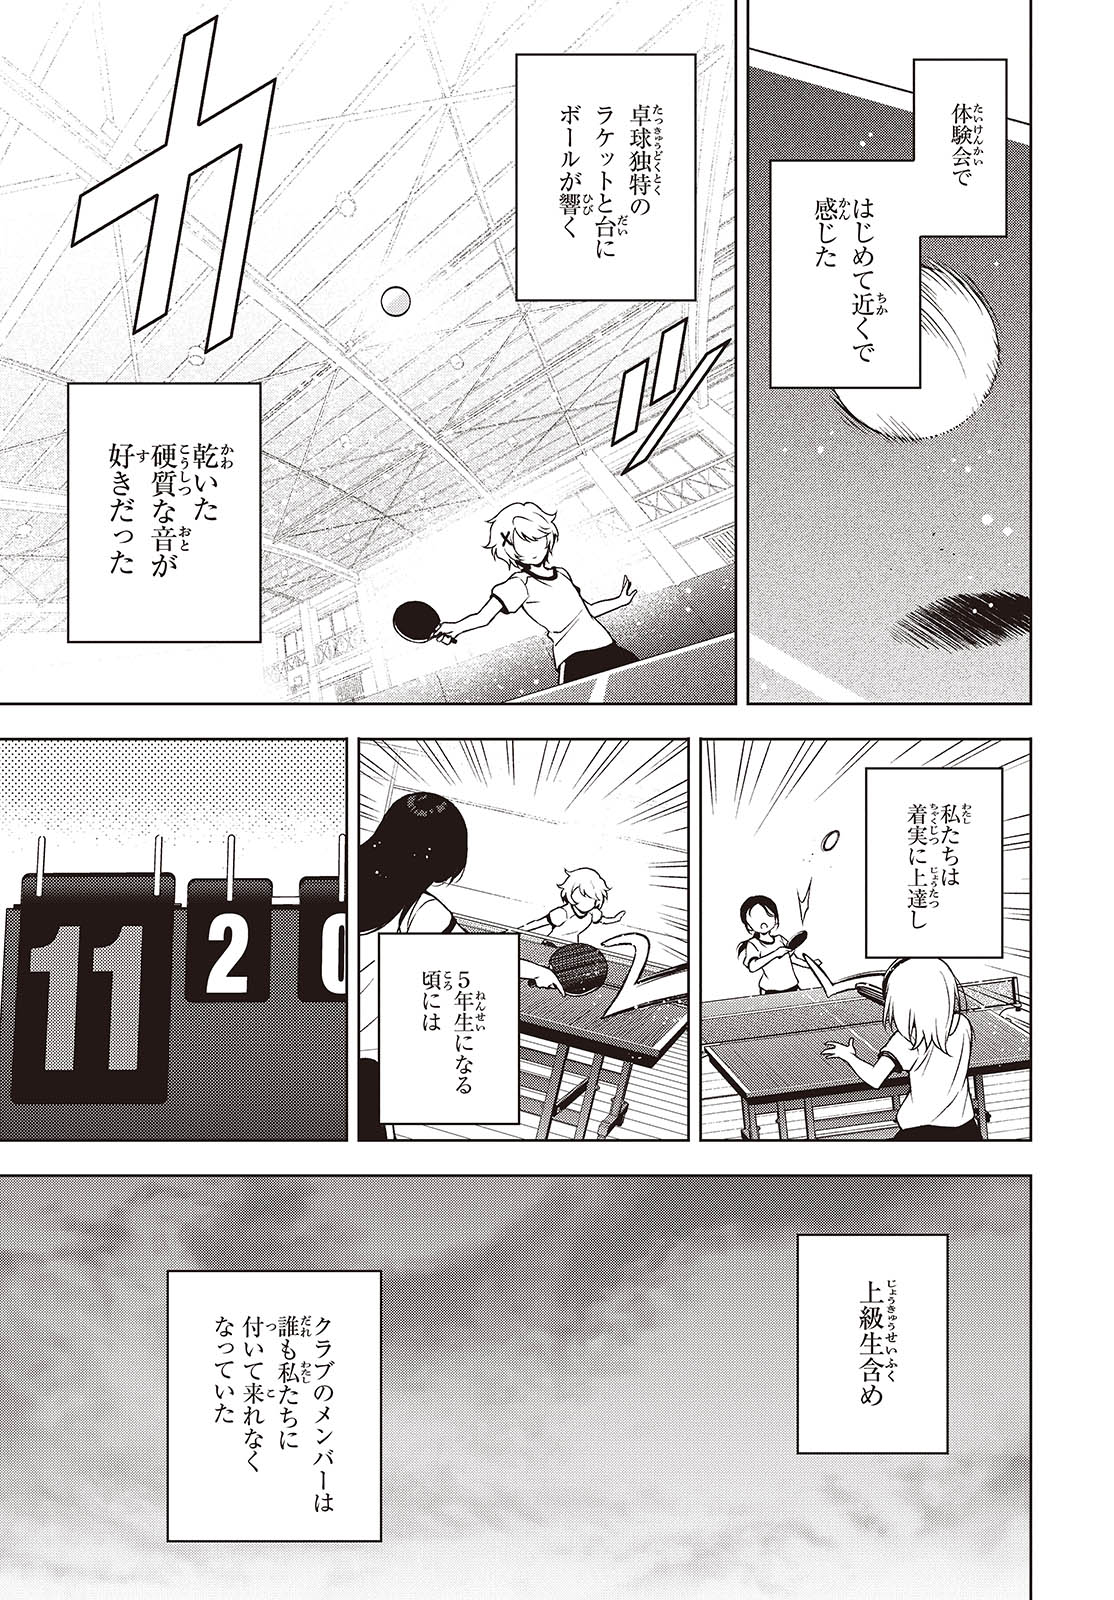 体験会で
はじめて近くで
感じた
卓球独特の
ラケットと台に
ボールが響く
カッ
乾いた
硬質な音が
好きだった
私たちは
着実に上達し
5年生になる
頃には
11
2
0
上級生含め
クラブのメンバーは
誰も私たちに
付いて来れなく
なっていた